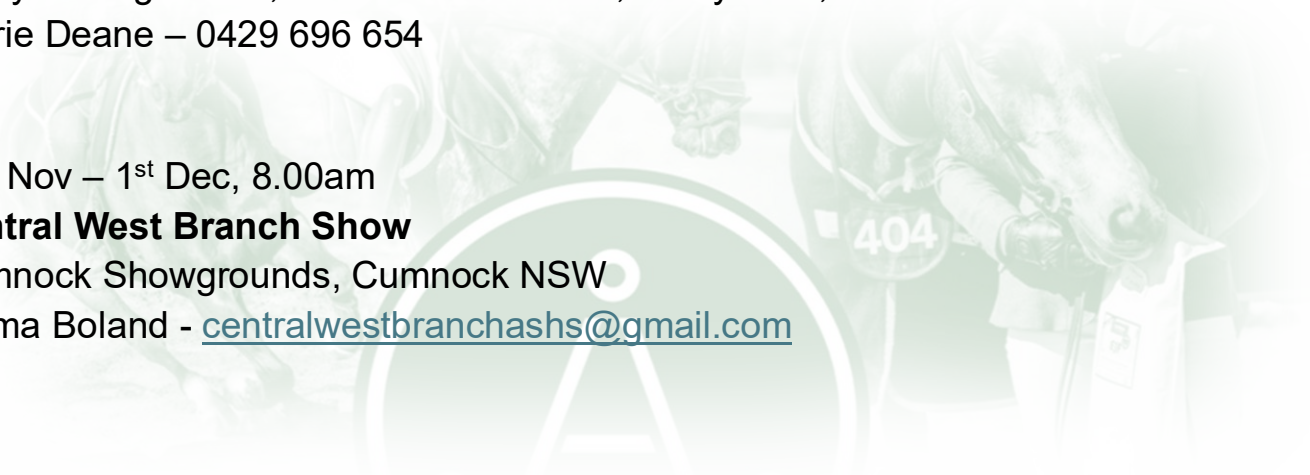 rie Deane – 0429 696 654
Nov – 1st Dec, 8.00am
ntral West Branch Show
nnock Showgrounds, Cumnock NSW
ma Boland - centralwestbranchashs@gmail.com
404